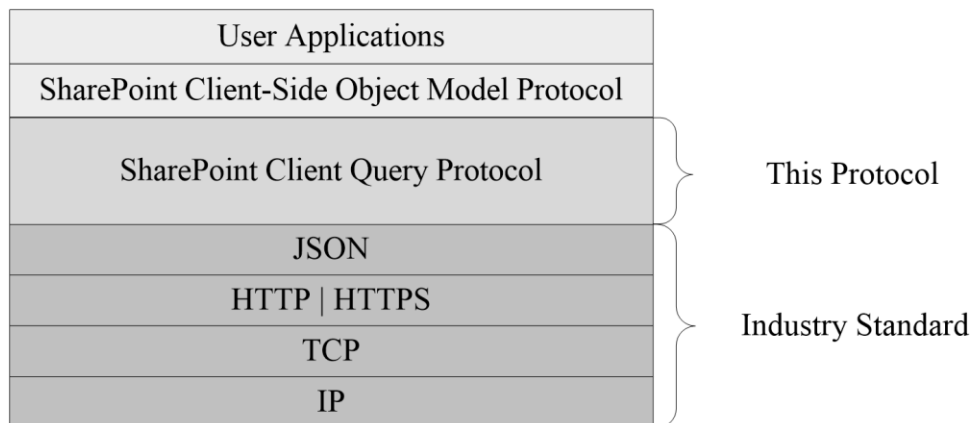 User Applications
SharePoint Client-Side Object Model Protocol
SharePoint Client Query Protocol
This Protocol
JSON
HTTP | HTTPS
TCP
IP
Industry Standard